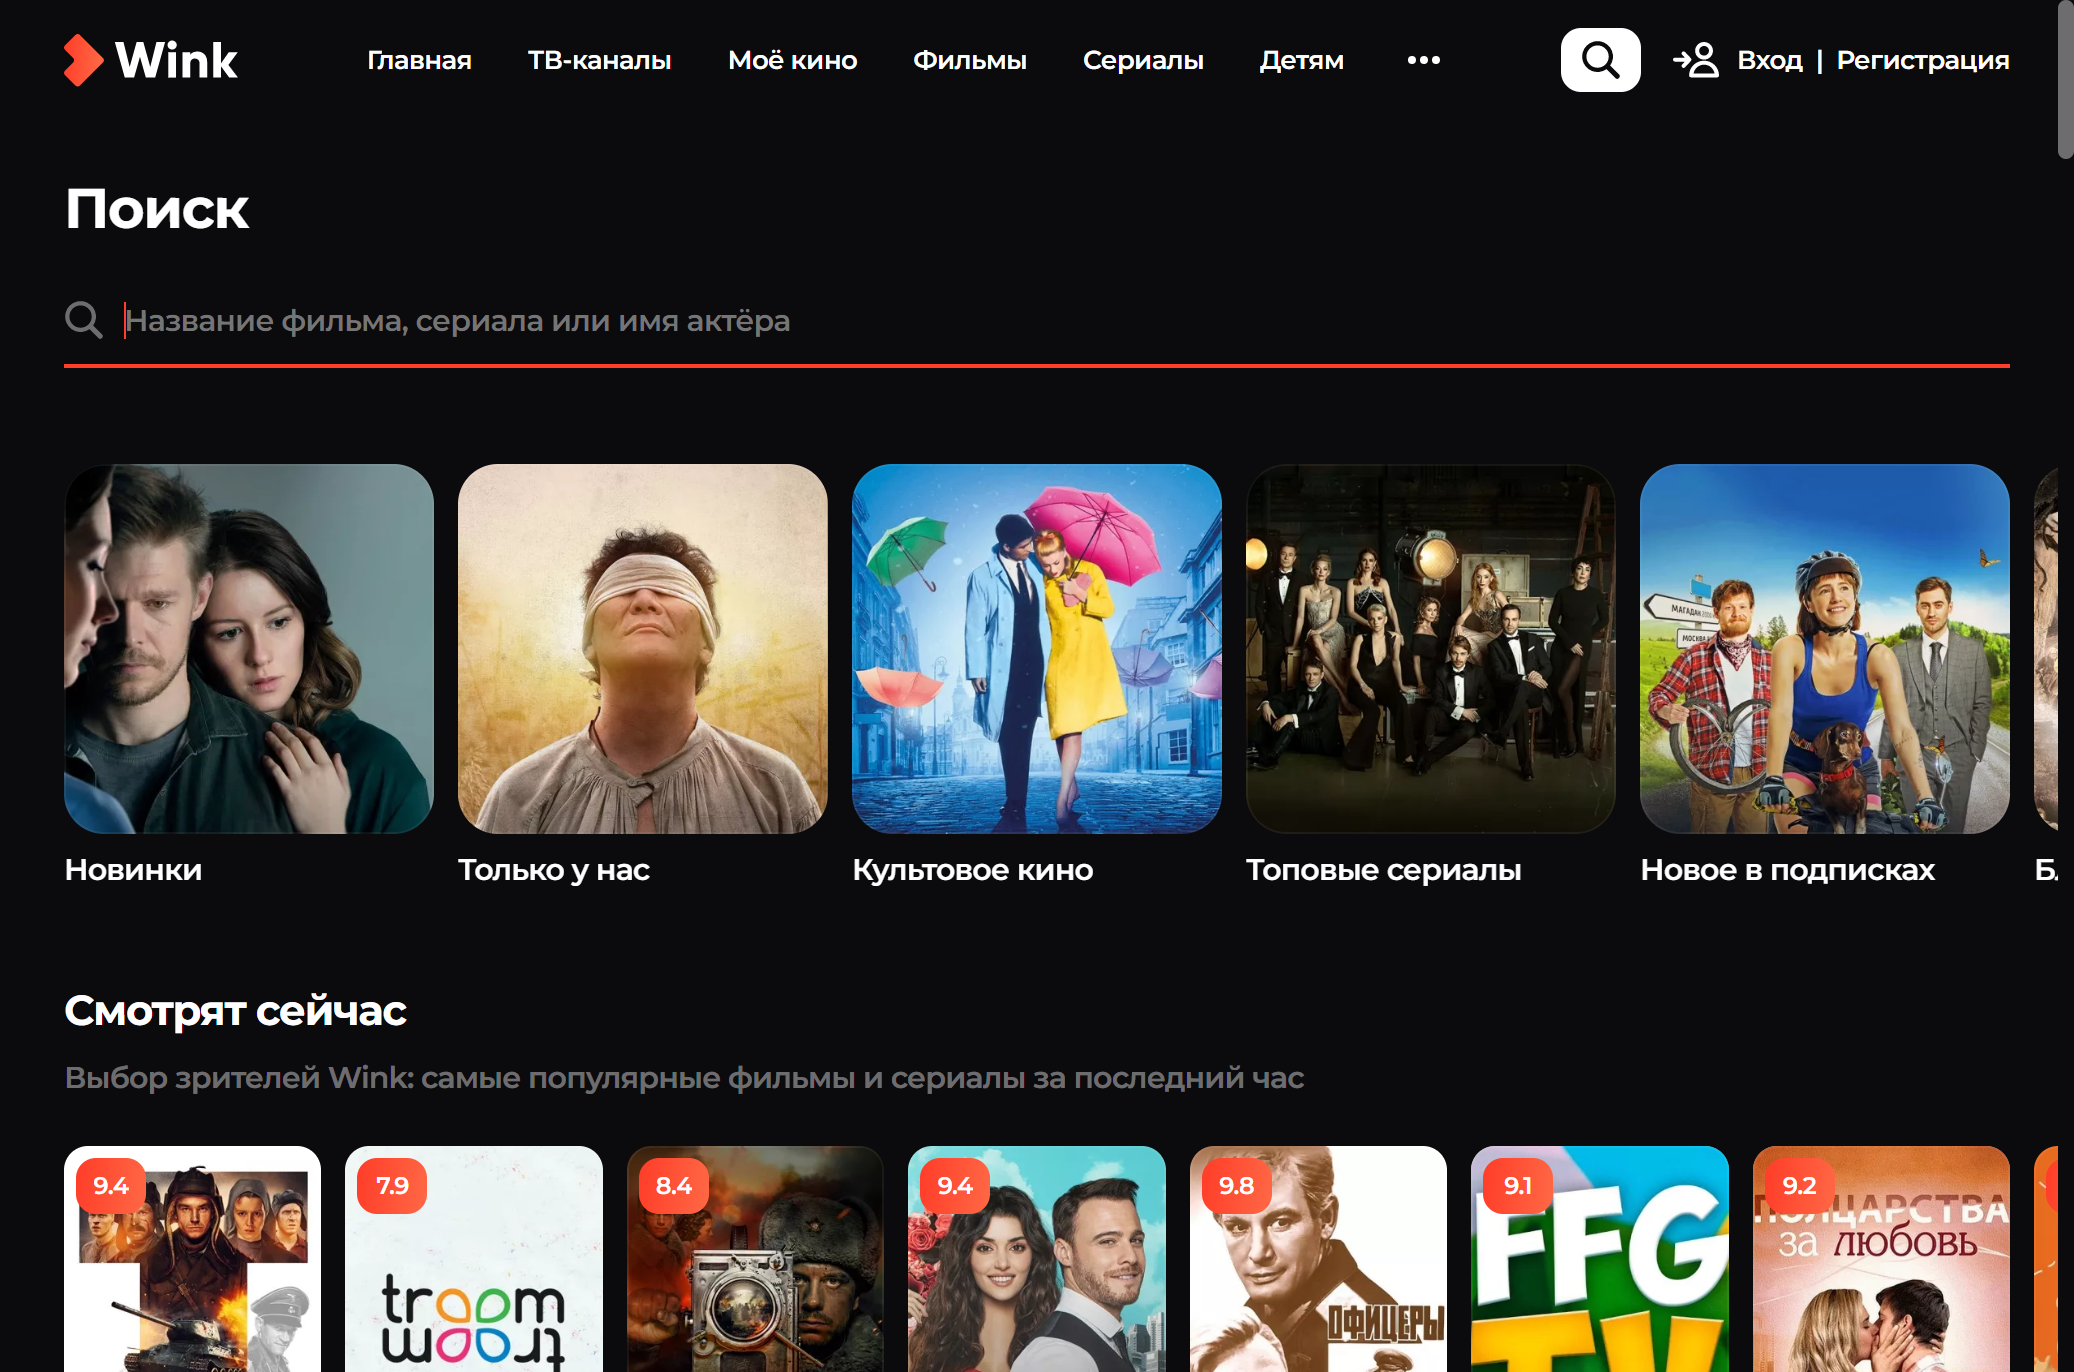 Wink
Главная
ТВ-каналы
Моё кино
Фильмы
Сериалы
Детям
Вход | Регистрация
Поиск
Название фильма, сериала или имя актёра
МАГАДАН
МОСКВА
Новинки
Только у нас
Культовое кино
Топовые сериалы
Новое в подписках
Смотрят сейчас
Выбор зрителей Wink: самые популярные фильмы и сериалы за последний час
9.4
7.9
8.4
9.4
9.8
9.1
9.2
troom
troom
ОФИЦЕРЫ
FFG
TV
ПОЛЦАРСТВА
за любовь